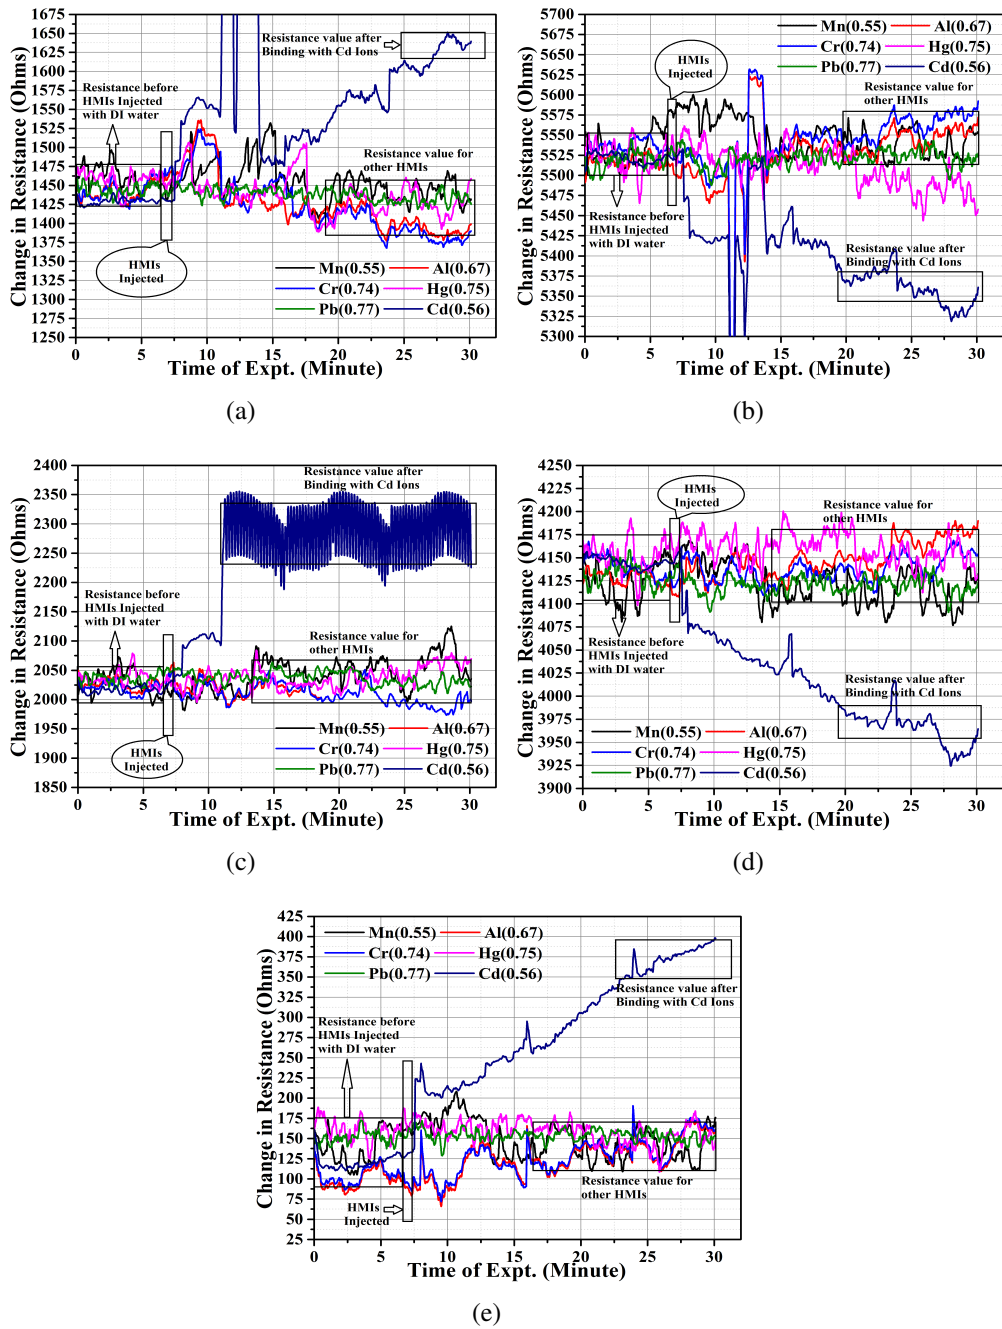 1675
1650
1625
1600
1575
1550
1525
1500
1475
1450
1425
1400
1375
1350
1325
1300
1275
1250
Change in Resistance (Ohms)
Resistance value after
Binding with Cd Ions
Resistance before
HMIs Injected
with DI water
Resistance value for
other HMIs
HMIs
Injected
Mn(0.55) Al(0.67)
Cr(0.74) Hg(0.75)
Pb(0.77) Cd(0.56)
0 5 10 15 20 25 30
Time of Expt. (Minute)
(a)
5700
5675
5650
5625
5600
5575
5550
5525
5500
5475
5450
5425
5400
5375
5350
5325
5300
Change in Resistance (Ohms)
Mn(0.55) Al(0.67)
Cr(0.74) Hg(0.75)
Pb(0.77) Cd(0.56)
HMIs
Injected
Resistance value for
other HMIs
Resistance before
HMIs Injected
with DI water
Resistance value after
Binding with Cd Ions
0 5 10 15 20 25 30
Time of Expt. (Minute)
(b)
2400
2350
2300
2250
2200
2150
2100
2050
2000
1950
1900
1850
Change in Resistance (Ohms)
Resistance value after
Binding with Cd Ions
Resistance before
HMIs Injected
with DI water
Resistance value for
other HMIs
HMIs
Injected
Mn(0.55) Al(0.67)
Cr(0.74) Hg(0.75)
Pb(0.77) Cd(0.56)
0 5 10 15 20 25 30
Time of Expt. (Minute)
(c)
4250
4225
4200
4175
4150
4125
4100
4075
4050
4025
4000
3975
3950
3925
3900
Change in Resistance (Ohms)
HMIs
Injected
Resistance value for
other HMIs
Resistance before
HMIs Injected
with DI water
Resistance value after
Binding with Cd Ions
Mn(0.55) Al(0.67)
Cr(0.74) Hg(0.75)
Pb(0.77) Cd(0.56)
0 5 10 15 20 25 30
Time of Expt. (Minute)
(d)
425
400
375
350
325
300
275
250
225
200
175
150
125
100
75
50
25
Change in Resistance (Ohms)
Mn(0.55) Al(0.67)
Cr(0.74) Hg(0.75)
Pb(0.77) Cd(0.56)
Resistance value after
Binding with Cd Ions
Resistance before
HMIs Injected
with DI water
Resistance value for
other HMIs
HMIs
Injected
0 5 10 15 20 25 30
Time of Expt. (Minute)
(e)